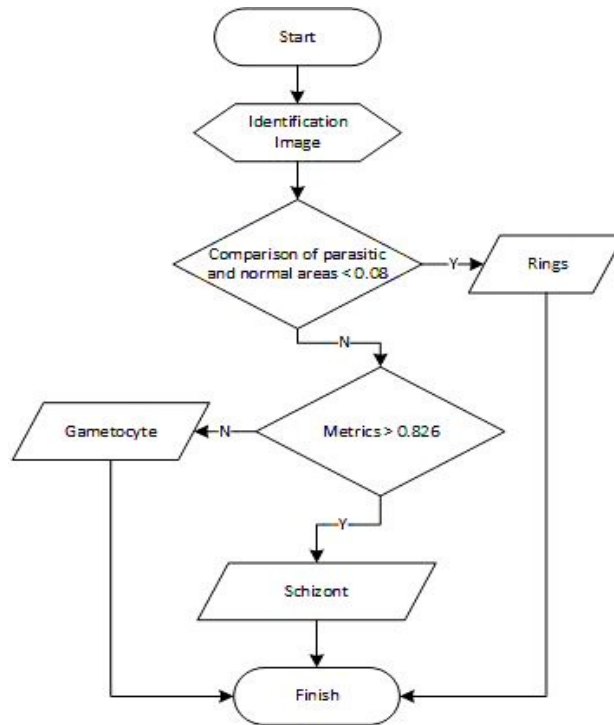 Start
Identification
Image
Comparison of parasitic
and normal areas < 0.08
Y
Rings
N
Metrics > 0.826
N
Gametocyte
Y
Schizont
Finish